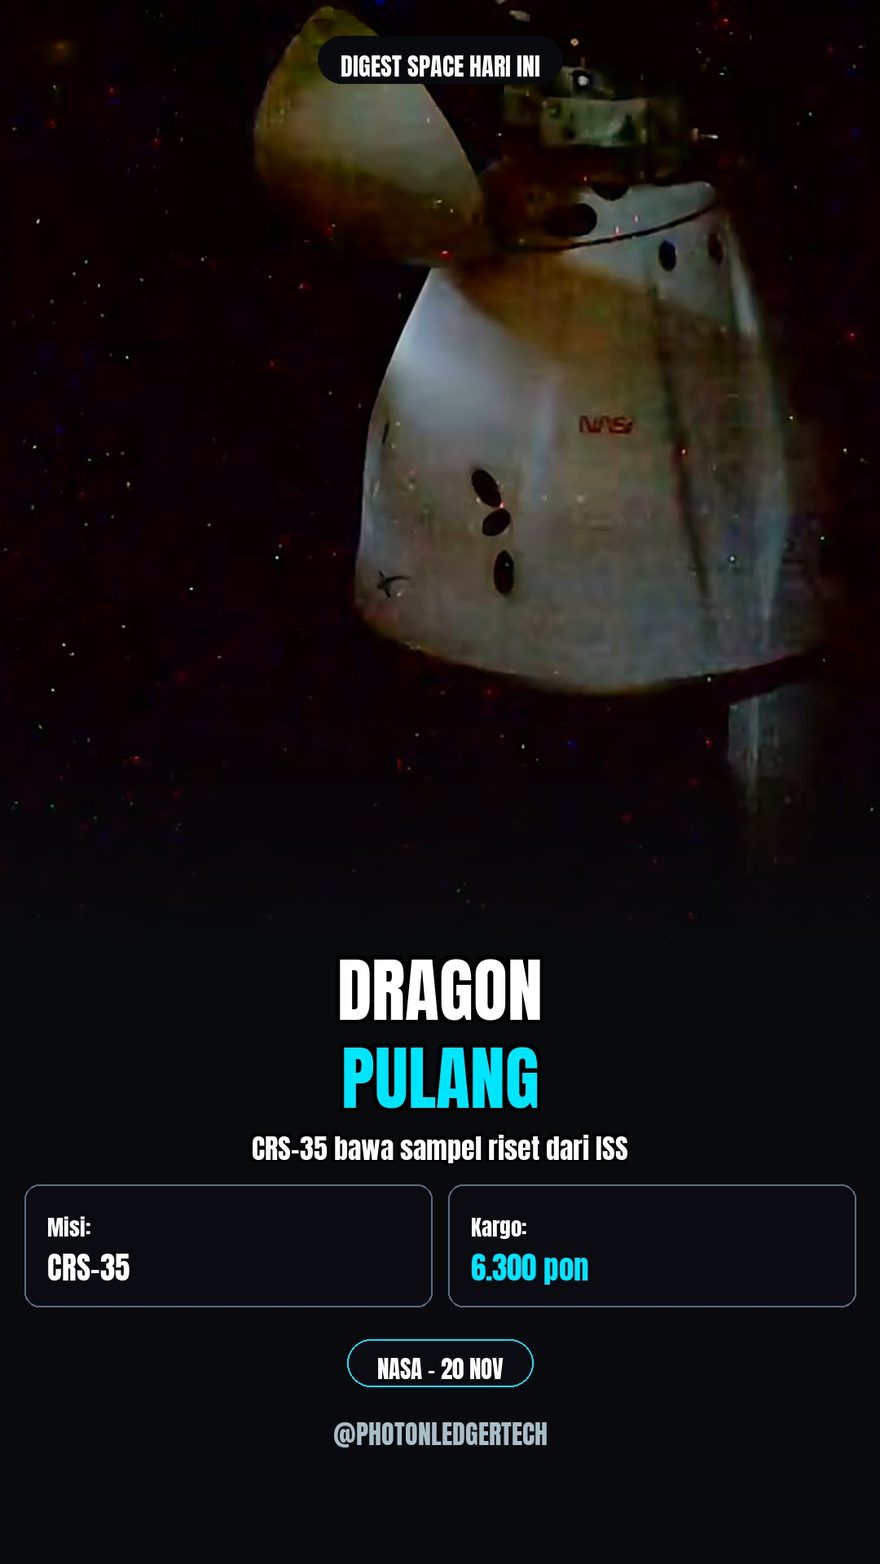 DIGEST SPACE HARI INI
NASA
DRAGON
PULANG
CRS-35 bawa sampel riset dari ISS
Misi:
CRS-35
Kargo:
6.300 pon
NASA - 20 NOV
@PHOTONLEDGERTECH